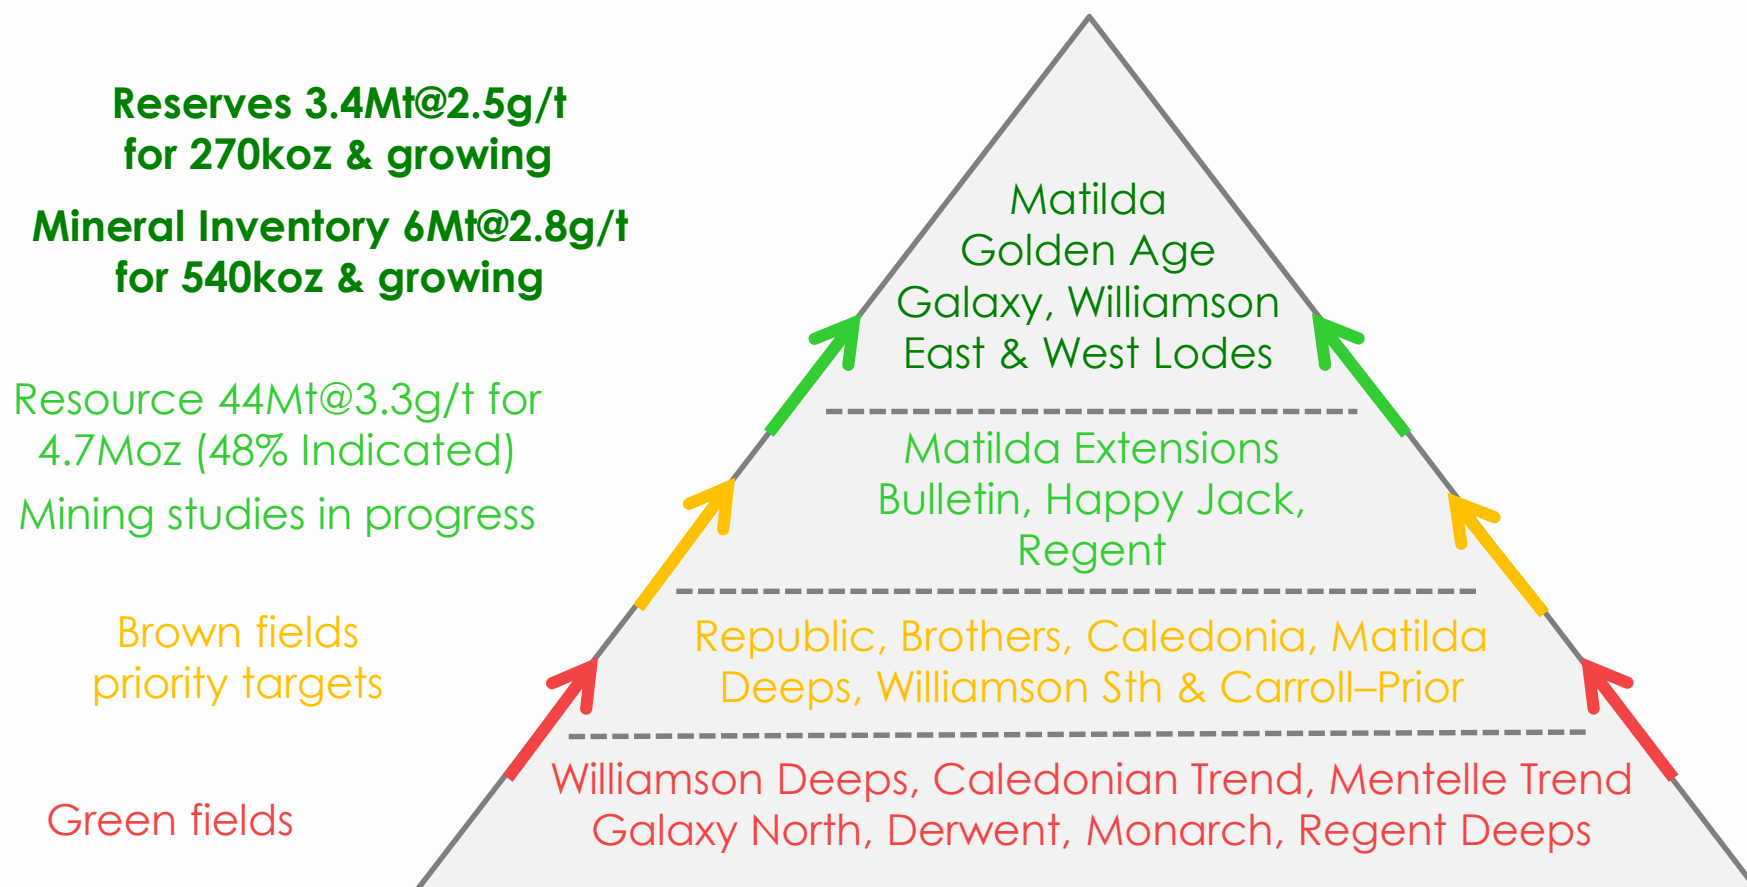 Reserves 3.4Mt@2.5g/t
for 270koz & growing
Mineral Inventory 6Mt@2.8g/t
for 540koz & growing
Matilda
Golden Age
Galaxy, Williamson
East & West Lodes
Resource 44Mt@3.3g/t for
4.7Moz (48% Indicated)
Mining studies in progress
Matilda Extensions
Bulletin, Happy Jack,
Regent
Brown fields
priority targets
Republic, Brothers, Caledonia, Matilda
Deeps, Williamson Sth & Carroll–Prior
Green fields
Williamson Deeps, Caledonian Trend, Mentelle Trend
Galaxy North, Derwent, Monarch, Regent Deeps